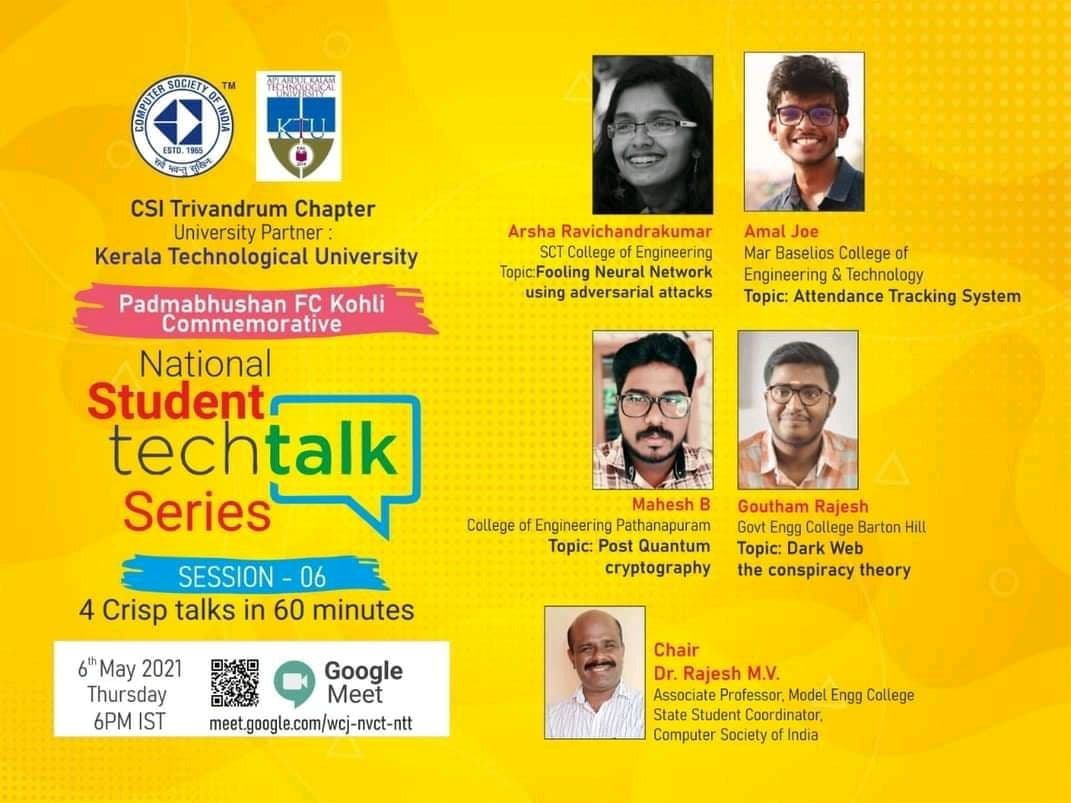 COMPUTER SOCIETY OF INDIA
TM
ESTD. 1965
सर्वे भवन्तु सुखिनः
API ABDUL KALAM
TECHNOLOGICAL
UNIVERSITY
KTU
CSI Trivandrum Chapter
University Partner :
Kerala Technological University
Padmabhushan FC Kohli
Commemorative
National
Student
techtalk
Series
SESSION - 06
4 Crisp talks in 60 minutes
6th May 2021
Thursday
6PM IST
Google
Meet
meet.google.com/wcj-nvct-ntt
Arsha Ravichandrakumar
SCT College of Engineering
Topic:Fooling Neural Network
using adversarial attacks
Amal Joe
Mar Baselios College of
Engineering & Technology
Topic: Attendance Tracking System
Mahesh B
College of Engineering Pathanapuram
Topic: Post Quantum
cryptography
Goutham Rajesh
Govt Engg College Barton Hill
Topic: Dark Web
the conspiracy theory
Chair
Dr. Rajesh M.V.
Associate Professor, Model Engg College
State Student Coordinator,
Computer Society of India